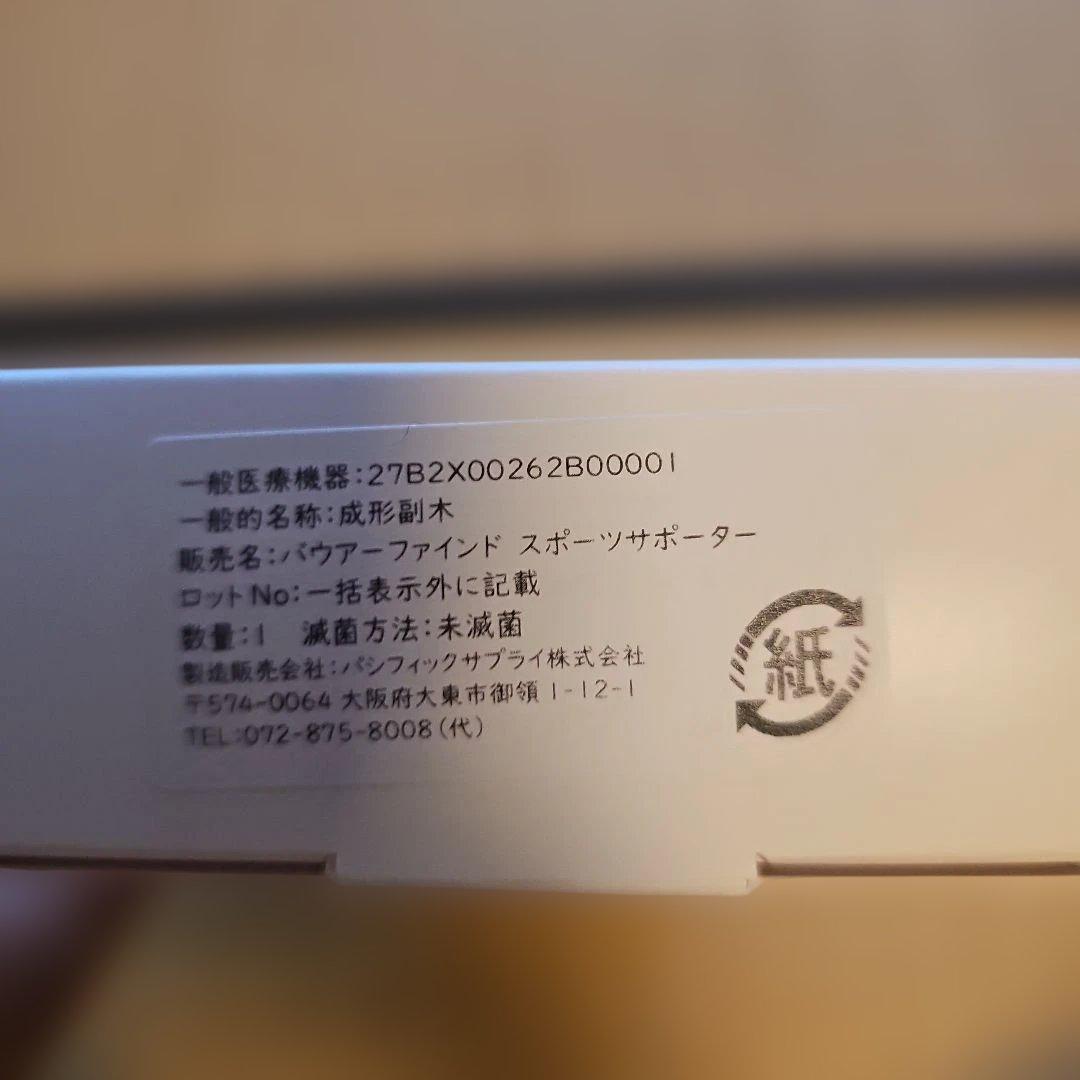 一般医療機器:27B2X00262B00001
一般的名称:成形副木
販売名:バウアーファインド スポーツサポーター
ロットNo:一括表示外に記載
数量:1 滅菌方法:未滅菌
製造販売会社:パシフィックサプライ株式会社
〒574-0064 大阪府大東市御領1-12-1
TEL:072-875-8008(代)
紙